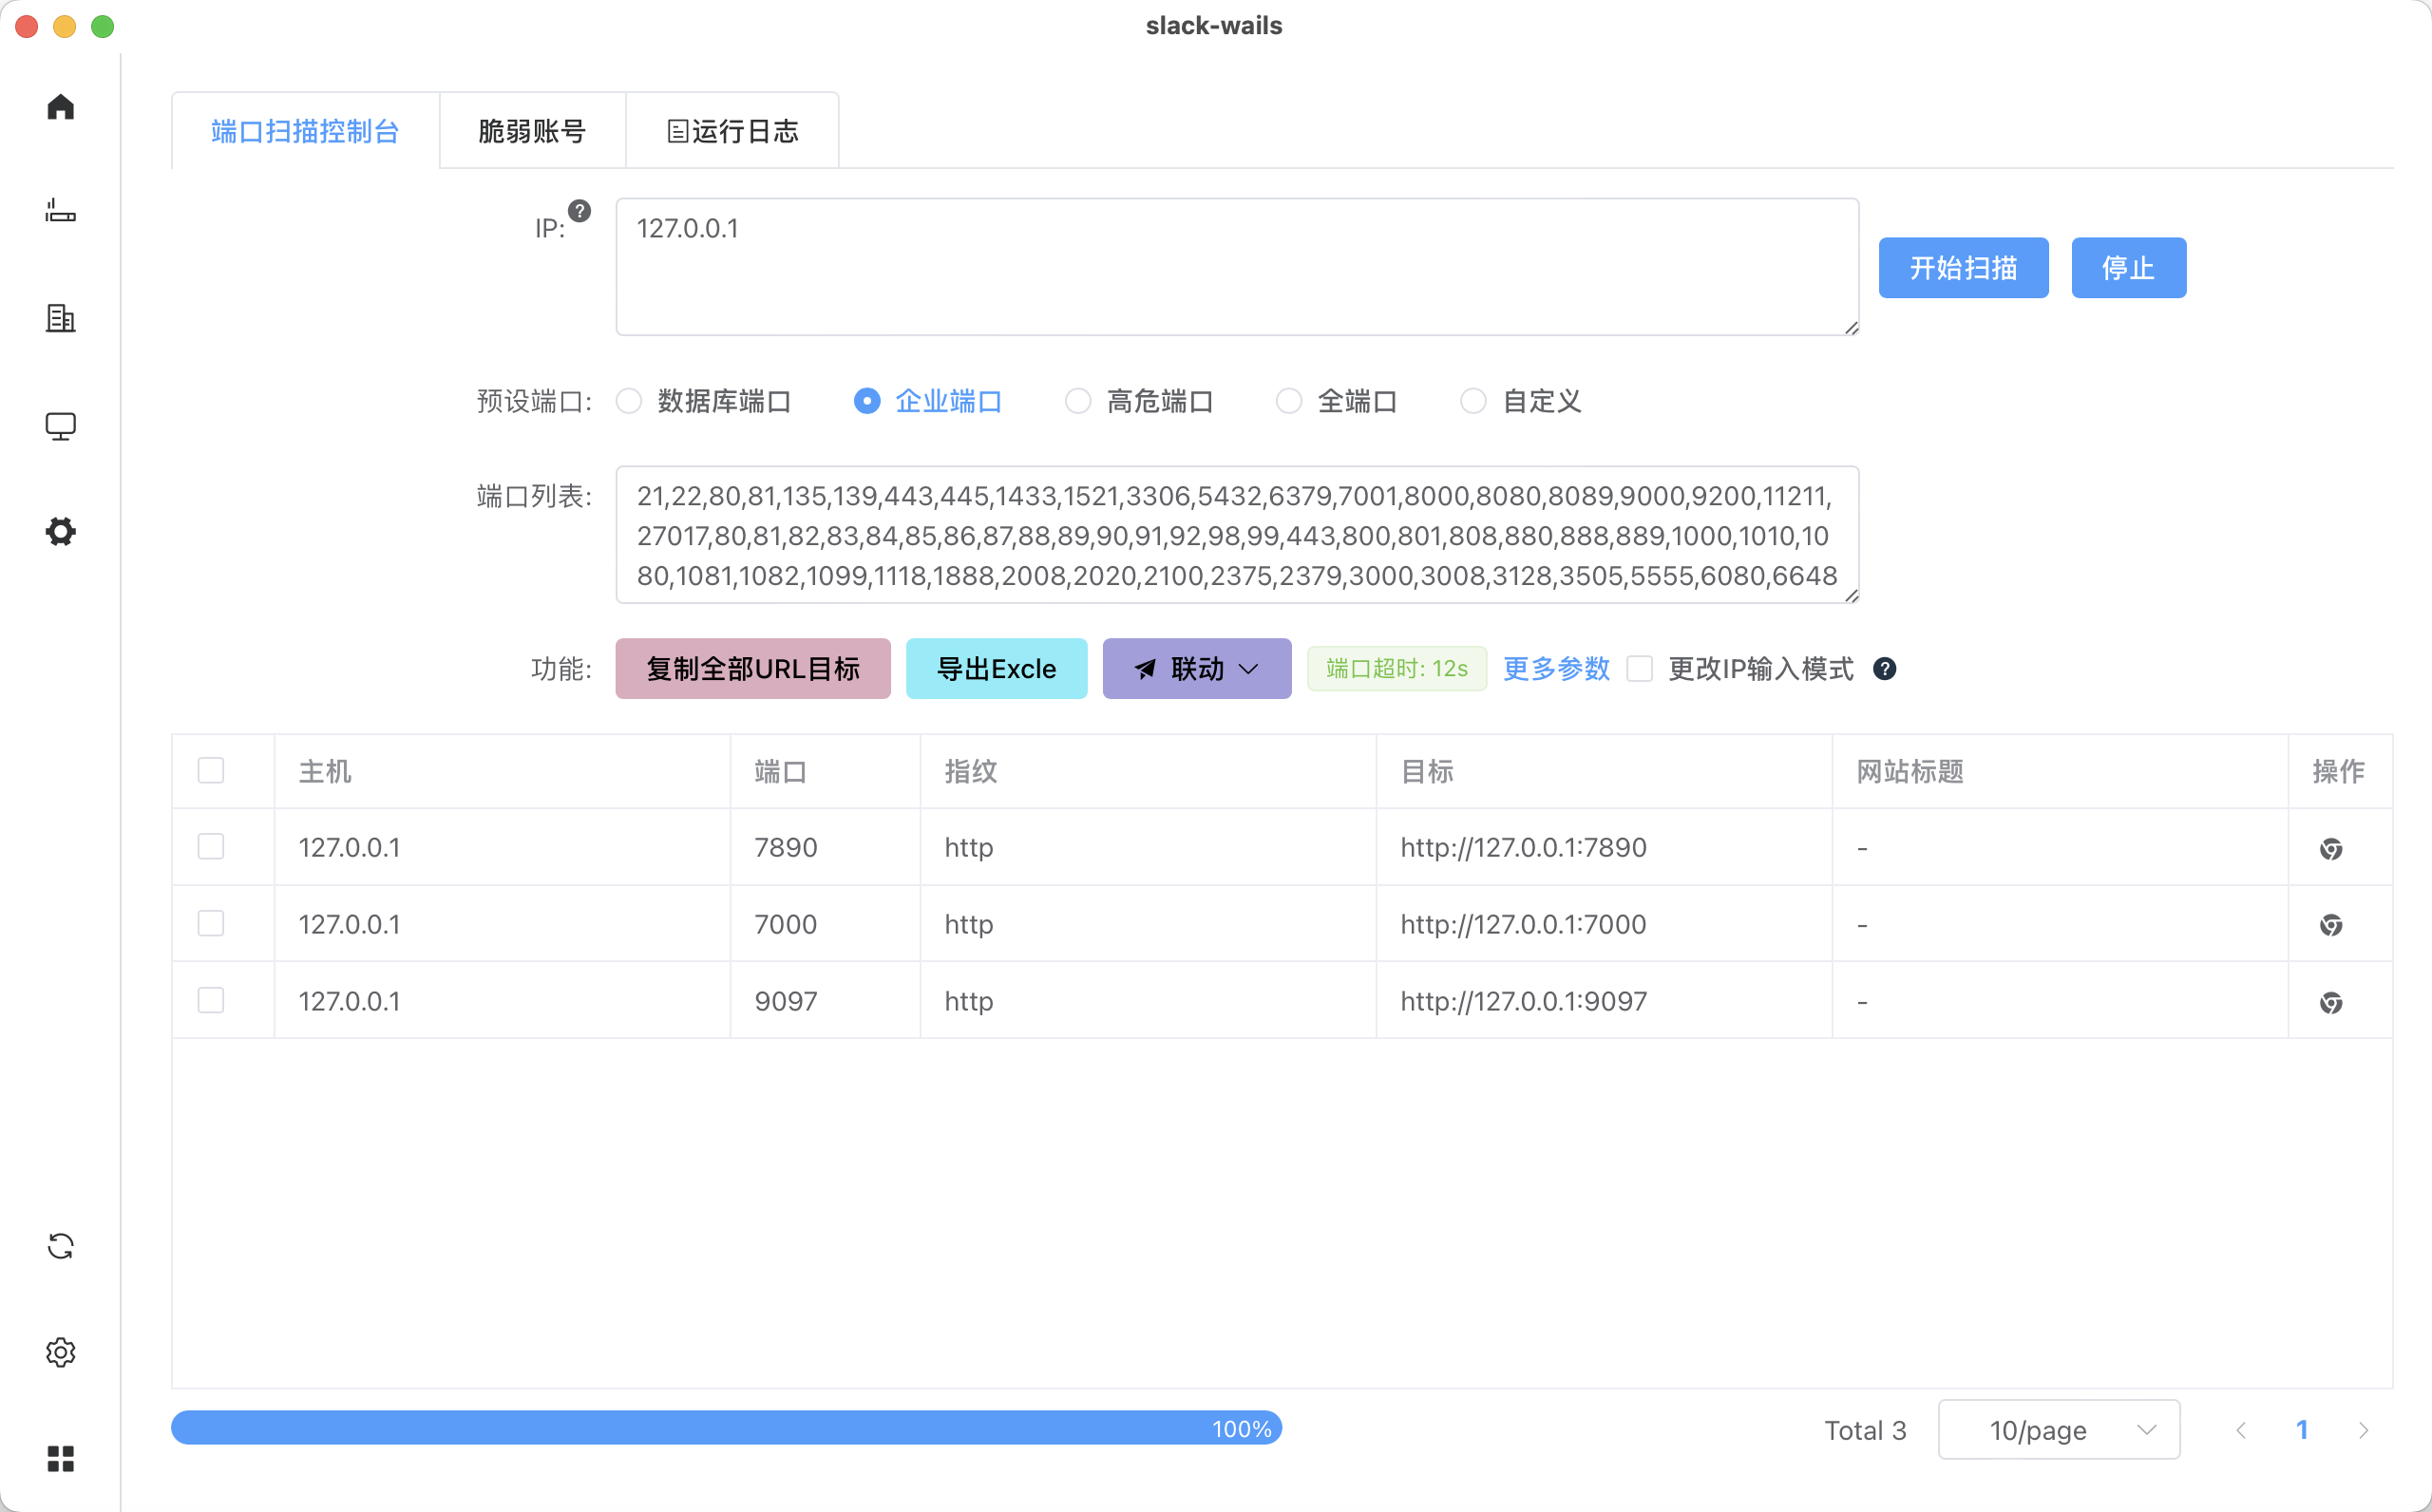 slack-wails
端口扫描控制台 脆弱账号 运行日志
IP: 127.0.0.1
开始扫描 停止
预设端口: 数据库端口 企业端口 高危端口 全端口 自定义
端口列表: 21,22,80,81,135,139,443,445,1433,1521,3306,5432,6379,7001,8000,8080,8089,9000,9200,11211,
27017,80,81,82,83,84,85,86,87,88,89,90,91,92,98,99,443,800,801,808,880,888,889,1000,1010,10
80,1081,1082,1099,1118,1888,2008,2020,2100,2375,2379,3000,3008,3128,3505,5555,6080,6648
功能: 复制全部URL目标 导出Excle 联动 端口超时: 12s 更多参数 更改IP输入模式
主机 端口 指纹 目标 网站标题 操作
127.0.0.1 7890 http http://127.0.0.1:7890 -
127.0.0.1 7000 http http://127.0.0.1:7000 -
127.0.0.1 9097 http http://127.0.0.1:9097 -
100% Total 3 10/page 1